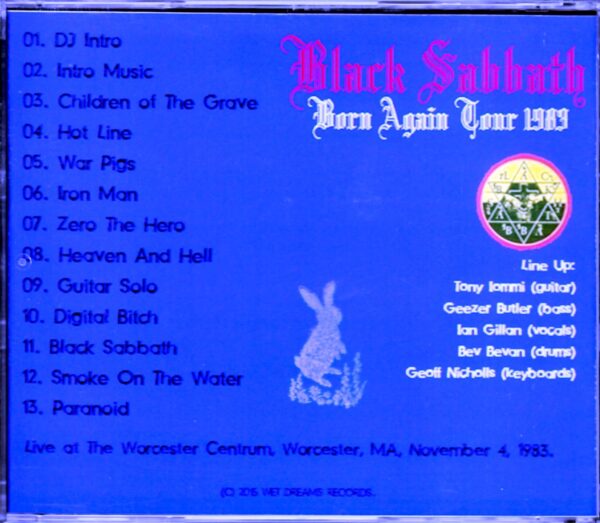 01. DJ Intro
02. Intro Music
03. Children of The Grave
04. Hot Line
05. War Pigs
06. Iron Man
07. Zero The Hero
08. Heaven And Hell
09. Guitar Solo
10. Digital Bitch
11. Black Sabbath
12. Smoke On The Water
13. Paranoid
Black Sabbath
Born Again Tour 1983
Line Up:
Tony Iommi (guitar)
Geezer Butler (bass)
Ian Gillan (vocals)
Bev Bevan (drums)
Geoff Nicholls (keyboards)
Live at The Worcester Centrum, Worcester, MA, November 4, 1983.
(C) 2015 WET DREAMS RECORDS.